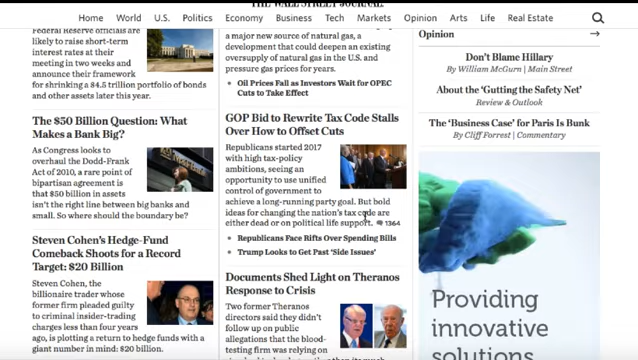 THE WALL STREET JOURNAL.
Home World U.S. Politics Economy Business Tech Markets Opinion Arts Life Real Estate
Federal Reserve officials are
likely to raise short-term
interest rates at their
meeting in two weeks and
announce their framework
for shrinking a $4.5 trillion portfolio of bonds
and other assets later this year.
The $50 Billion Question: What
Makes a Bank Big?
As Congress looks to
overhaul the Dodd-Frank
Act of 2010, a rare point of
bipartisan agreement is
that $50 billion in assets
isn't the right line between big banks and
small. So where should the boundary be?
Steven Cohen's Hedge-Fund
Comeback Shoots for a Record
Target: $20 Billion
Steven Cohen, the
billionaire trader whose
former firm pleaded guilty
to criminal insider-trading
charges less than four years
ago, is plotting a return to hedge funds with a
giant number in mind: $20 billion.
a major new source of natural gas, a
development that could deepen an existing
oversupply of natural gas in the U.S. and
pressure gas prices for years.
Oil Prices Fall as Investors Wait for OPEC
Cuts to Take Effect
GOP Bid to Rewrite Tax Code Stalls
Over How to Offset Cuts
Republicans started 2017
with high tax-policy
ambitions, seeing an
opportunity to use unified
control of government to
achieve a long-running party goal. But bold
ideas for changing the nation's tax code are
either dead or on political life support. 1364
Republicans Face Rifts Over Spending Bills
Trump Looks to Get Past 'Side Issues'
Documents Shed Light on Theranos
Response to Crisis
Two former Theranos
directors said they didn't
follow up on public
allegations that the blood-
testing firm was relying on
Opinion
Don't Blame Hillary
By William McGurn | Main Street
About the 'Gutting the Safety Net'
Review & Outlook
The 'Business Case' for Paris Is Bunk
By Cliff Forrest | Commentary
Providing
innovative
solutions